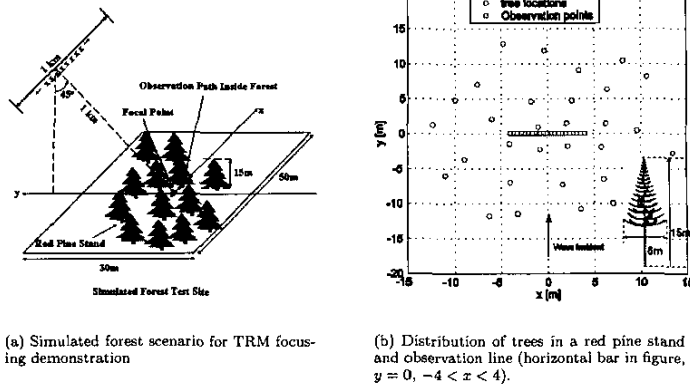 1 km
x x x x
45°
1 km
Observation Path Inside Forest
Focal Point
x
15m
50m
y
Red Pine Stand
30m
Simulated Forest Test Site
(a) Simulated forest scenario for TRM focus-
ing demonstration
tree locations
Observation points
15
10
5
0
-5
-10
-15
-20
y [m]
-15
-10
-5
0
5
10
x [m]
Wave Incident
15m
6m
(b) Distribution of trees in a red pine stand
and observation line (horizontal bar in figure,
y = 0, −4 < x < 4).